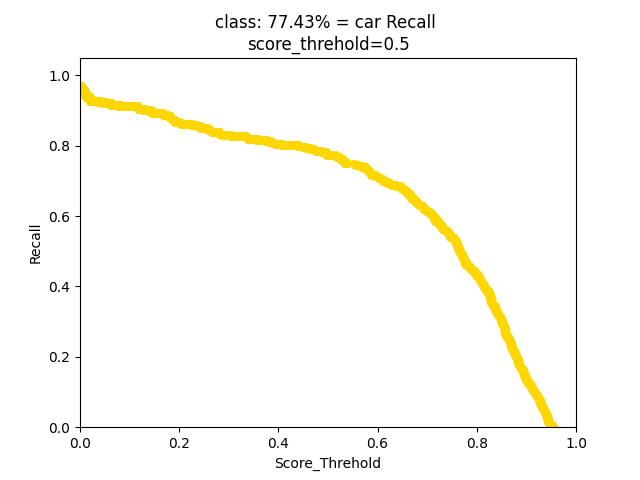 class: 77.43% = car Recall
score_threhold=0.5
Recall
1.0
0.8
0.6
0.4
0.2
0.0
0.0 0.2 0.4 0.6 0.8 1.0
Score_Threhold